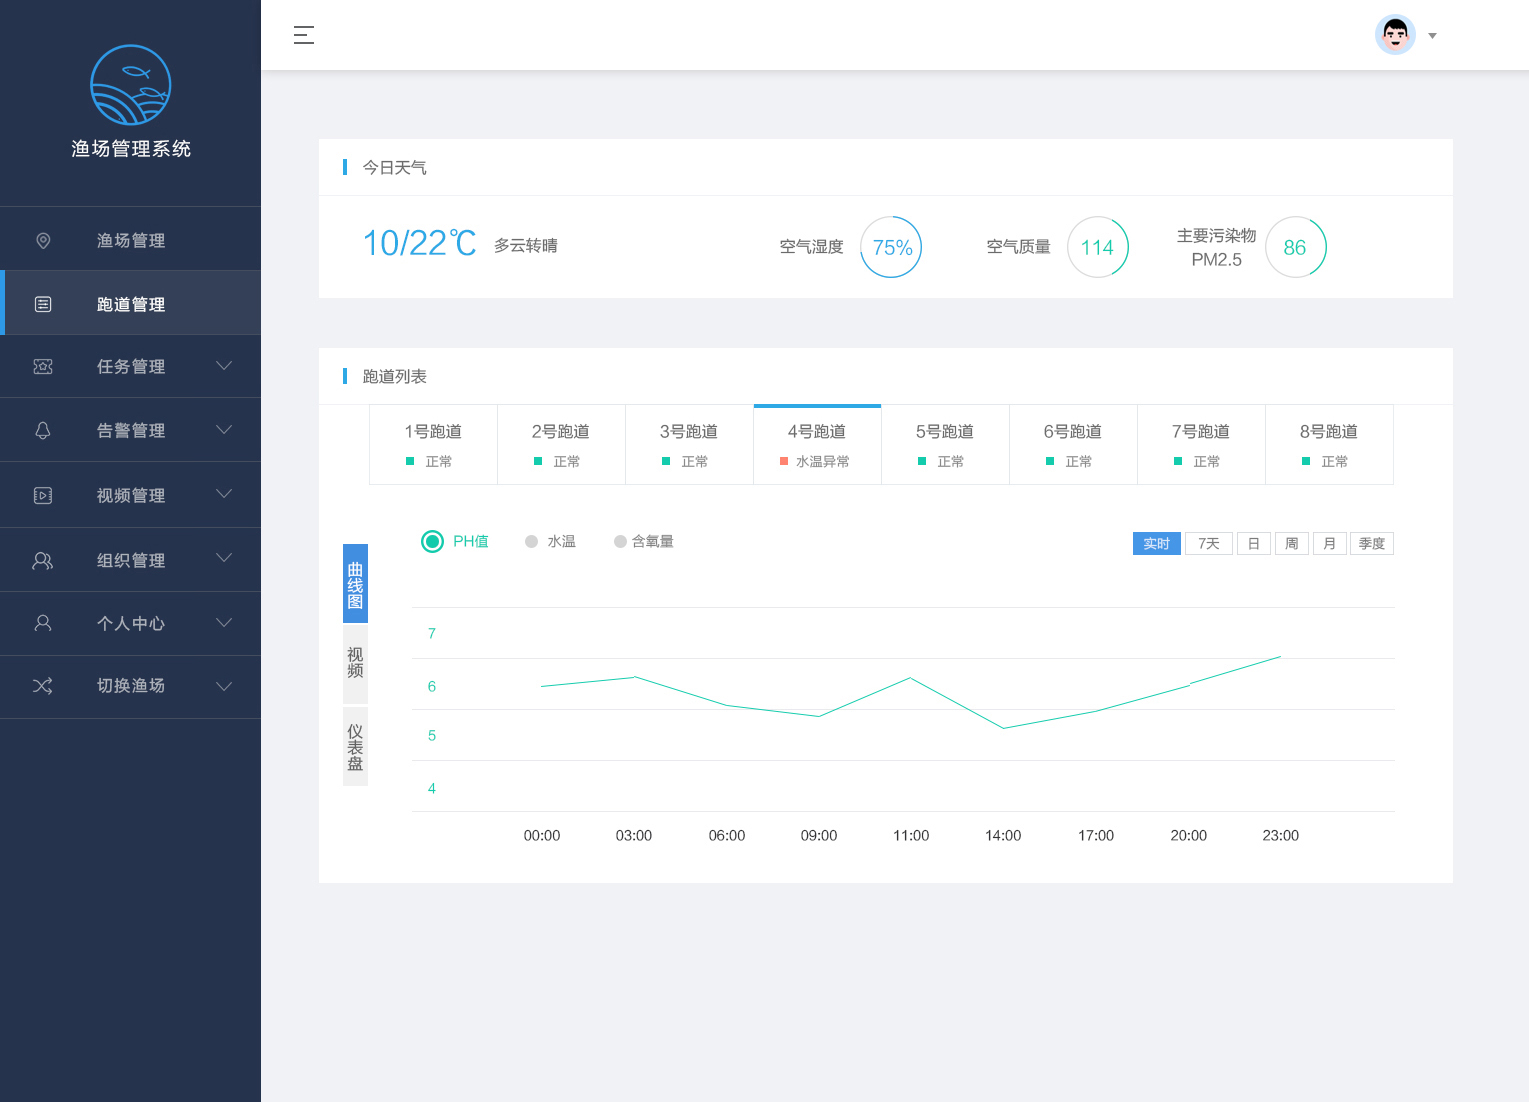 渔场管理系统
渔场管理
跑道管理
任务管理
告警管理
视频管理
组织管理
个人中心
切换渔场
今日天气
10/22℃ 多云转晴
空气湿度 75%
空气质量 114
主要污染物
PM2.5
86
跑道列表
1号跑道 2号跑道 3号跑道 4号跑道 5号跑道 6号跑道 7号跑道 8号跑道
正常 正常 正常 水温异常 正常 正常 正常 正常
PH值 水温 含氧量
实时 7天 日 周 月 季度
曲线图
视频
仪表盘
7
6
5
4
00:00 03:00 06:00 09:00 11:00 14:00 17:00 20:00 23:00